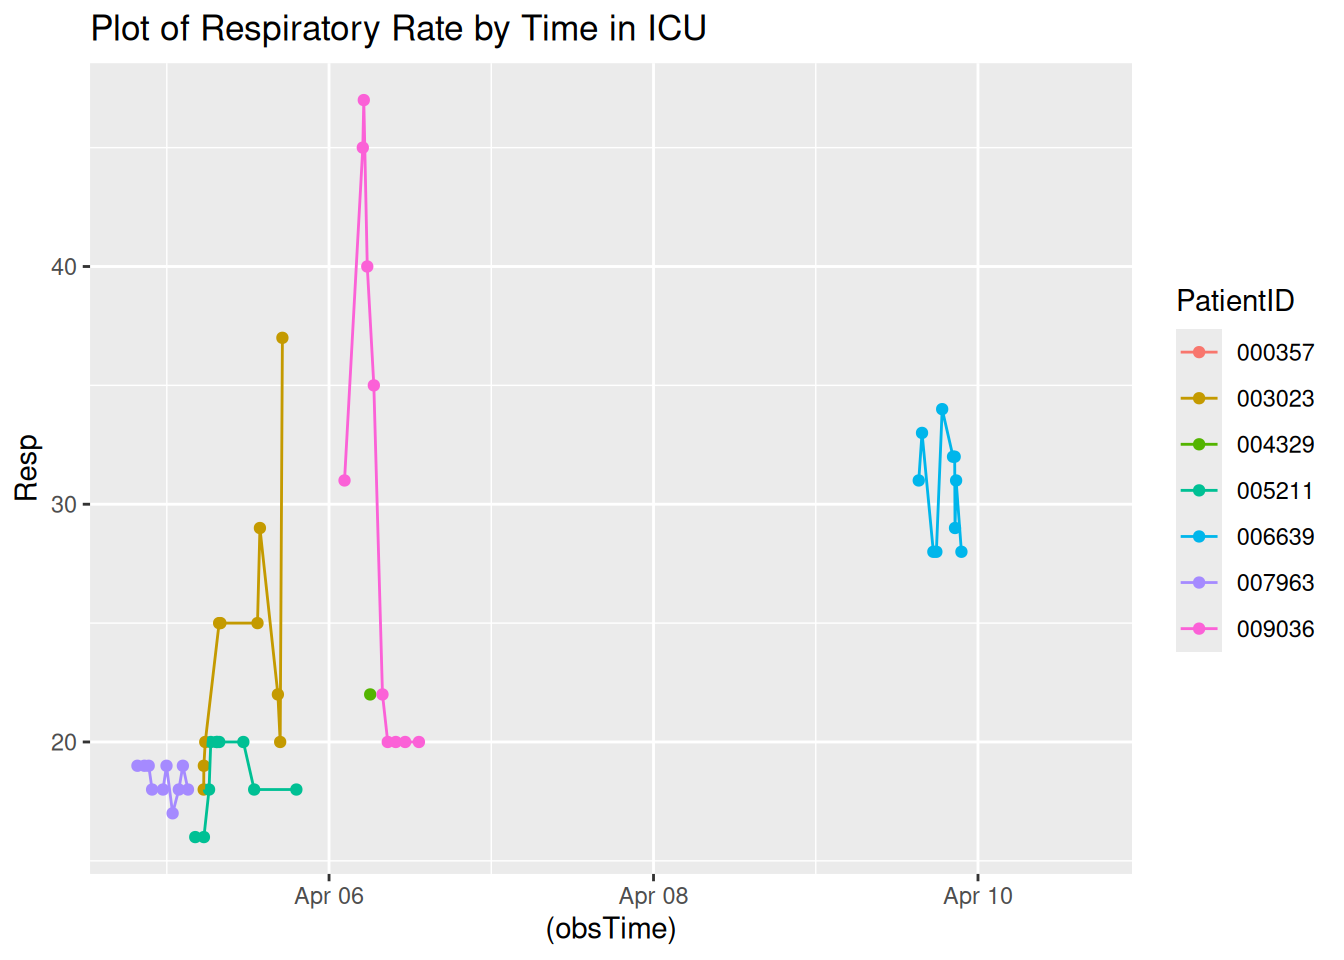 Plot of Respiratory Rate by Time in ICU
Resp
40
30
20
Apr 06
Apr 08
Apr 10
(obsTime)
PatientID
000357
003023
004329
005211
006639
007963
009036